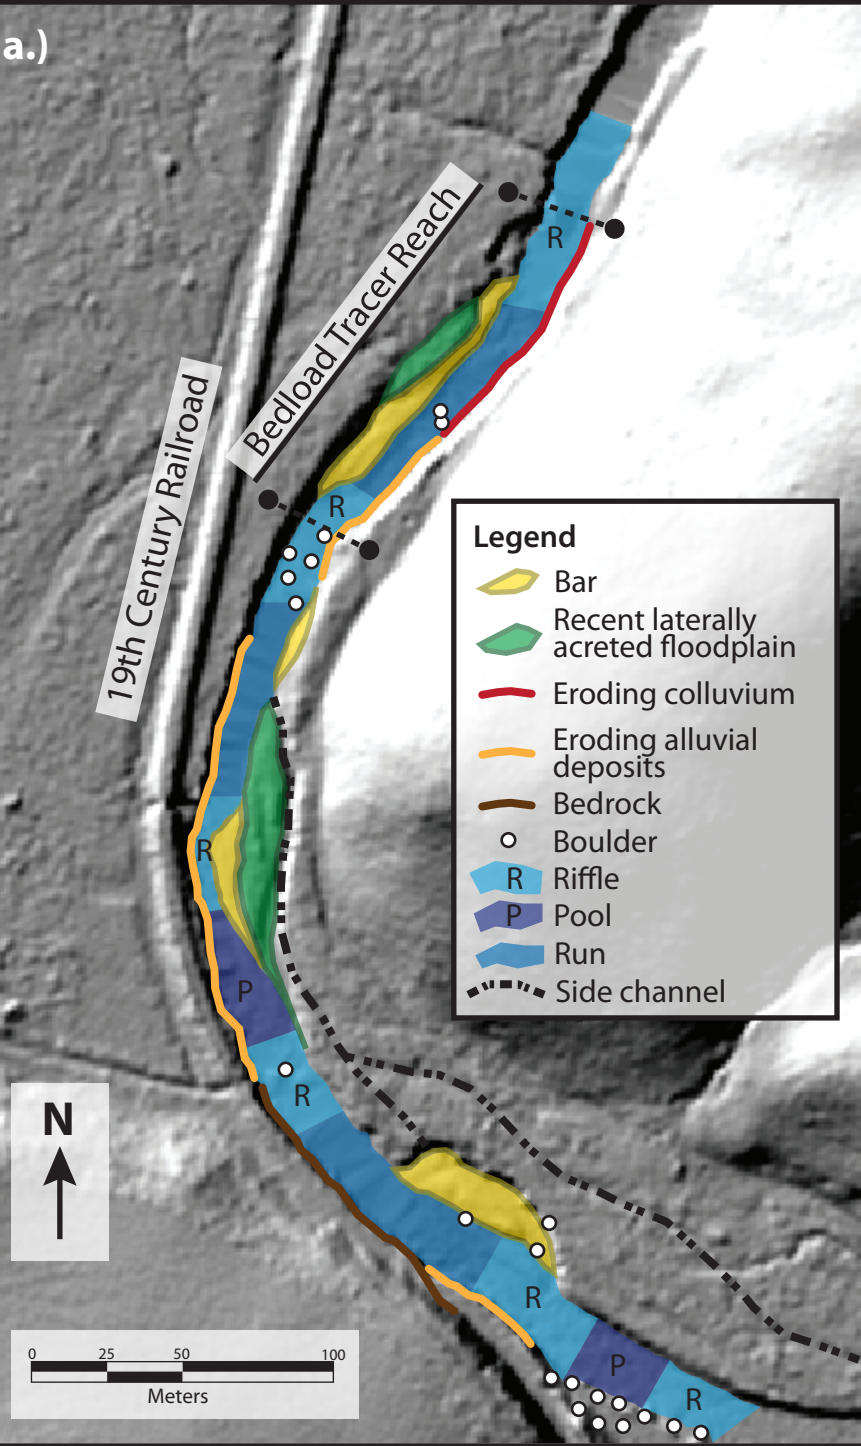 a.)
Bedload Tracer Reach
19th Century Railroad
R
R
R
P
R
R
P
R
Legend
Bar
Recent laterally
acreted floodplain
Eroding colluvium
Eroding alluvial
deposits
Bedrock
Boulder
R Riffle
P Pool
Run
Side channel
N
0 25 50 100
Meters